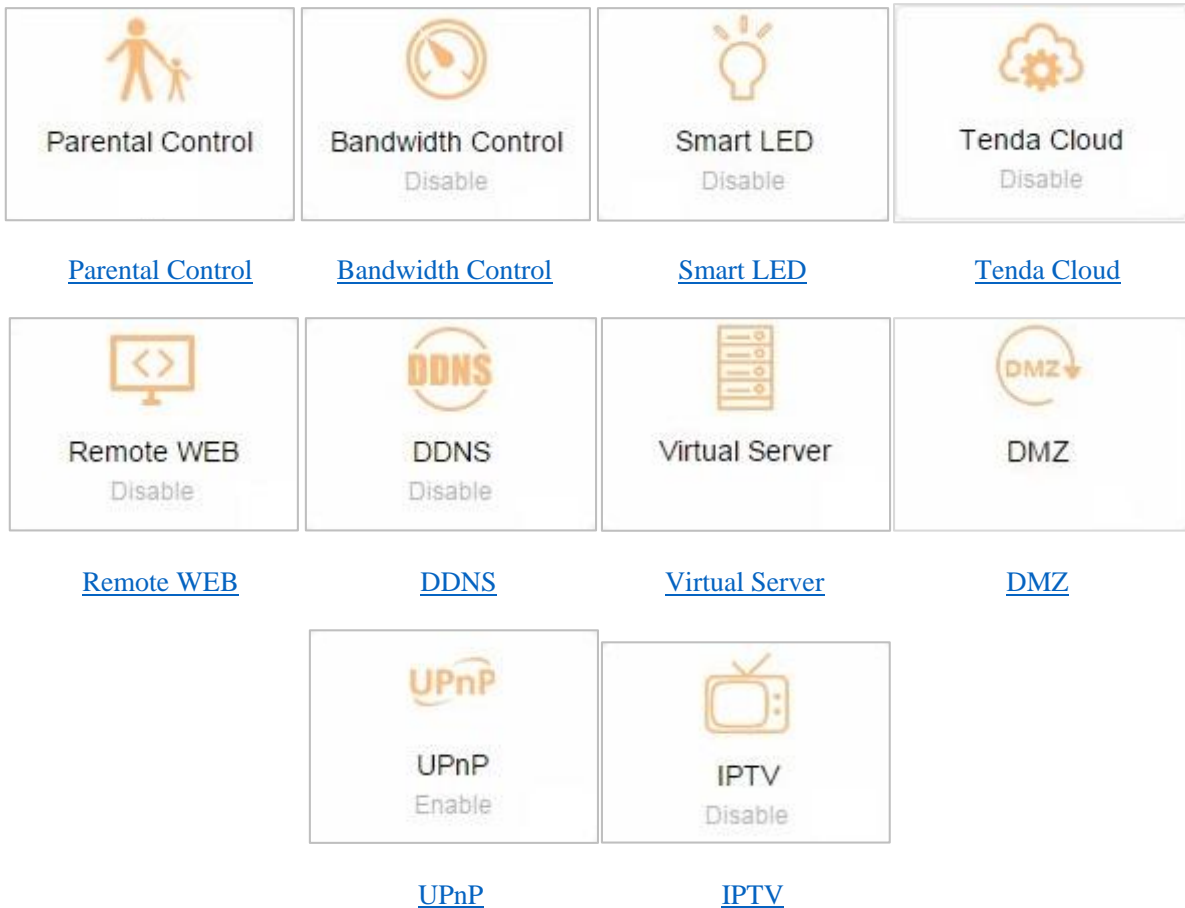 Parental Control Bandwidth Control Smart LED Tenda Cloud
Disable Disable Disable
Parental Control Bandwidth Control Smart LED Tenda Cloud
DDNS DMZ
Remote WEB DDNS Virtual Server DMZ
Disable Disable
Remote WEB DDNS Virtual Server DMZ
UPnP
UPnP IPTV
Enable Disable
UPnP IPTV